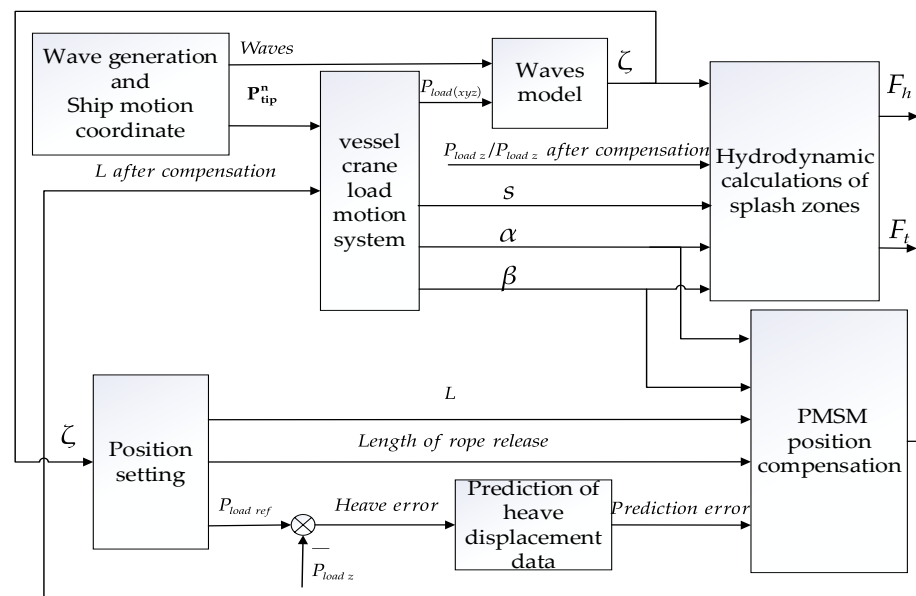 Wave generation
and
Ship motion
coordinate
Waves
P^n_tip
L after compensation
vessel
crane
load
motion
system
P_load(xyz)
Waves
model
ζ
P_load z/P_load z after compensation
s
α
β
Hydrodynamic
calculations of
splash zones
F_h
F_t
ζ
Position
setting
L
Length of rope release
P_load ref
Heave error
—
P_load z
Prediction of
heave
displacement
data
Prediction error
PMSM
position
compensation